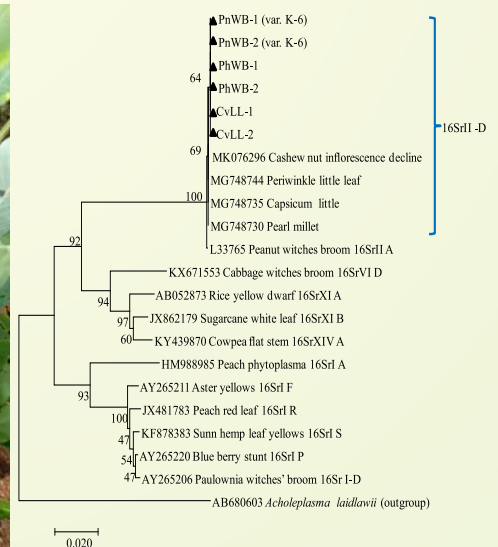 PnWB-1 (var. K-6)
PnWB-2 (var. K-6)
PhWB-1
64
PhWB-2
CvLL-1
16SrII -D
CvLL-2
69
MK076296 Cashew nut inflorescence decline
MG748744 Periwinkle little leaf
100
MG748735 Capsicum little
MG748730 Pearl millet
92
L33765 Peanut witches broom 16SrII A
KX671553 Cabbage witches broom 16SrVI D
94
AB052873 Rice yellow dwarf 16SrXI A
97
JX862179 Sugarcane white leaf 16SrXI B
60
KY439870 Cowpea flat stem 16SrXIV A
HM988985 Peach phytoplasma 16SrI A
93
AY265211 Aster yellows 16SrI F
100
JX481783 Peach red leaf 16SrI R
47
KF878383 Sunn hemp leaf yellows 16SrI S
54
AY265220 Blue berry stunt 16SrI P
47
AY265206 Paulownia witches’ broom 16Sr I-D
AB680603 Acholeplasma laidlawii (outgroup)
0.020